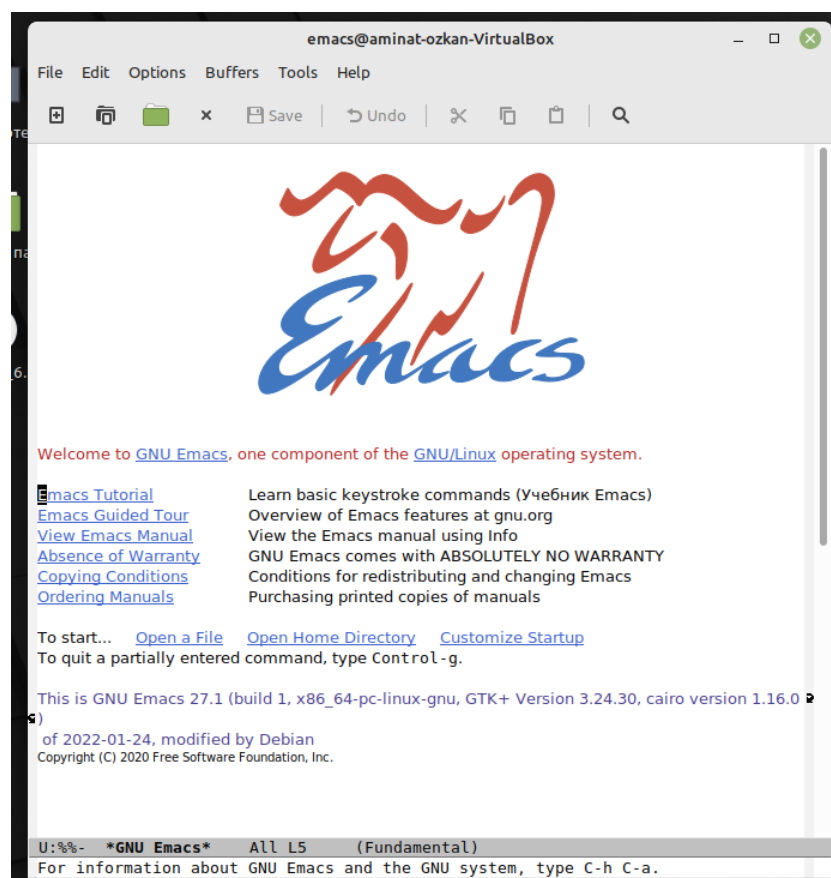 emacs@aminat-ozkan-VirtualBox
File Edit Options Buffers Tools Help
Save Undo
Emacs
Welcome to GNU Emacs, one component of the GNU/Linux operating system.
Emacs Tutorial Learn basic keystroke commands (Учебник Emacs)
Emacs Guided Tour Overview of Emacs features at gnu.org
View Emacs Manual View the Emacs manual using Info
Absence of Warranty GNU Emacs comes with ABSOLUTELY NO WARRANTY
Copying Conditions Conditions for redistributing and changing Emacs
Ordering Manuals Purchasing printed copies of manuals
To start... Open a File Open Home Directory Customize Startup
To quit a partially entered command, type Control-g.
This is GNU Emacs 27.1 (build 1, x86_64-pc-linux-gnu, GTK+ Version 3.24.30, cairo version 1.16.0
)
of 2022-01-24, modified by Debian
Copyright (C) 2020 Free Software Foundation, Inc.
U:%%- *GNU Emacs* All L5 (Fundamental)
For information about GNU Emacs and the GNU system, type C-h C-a.